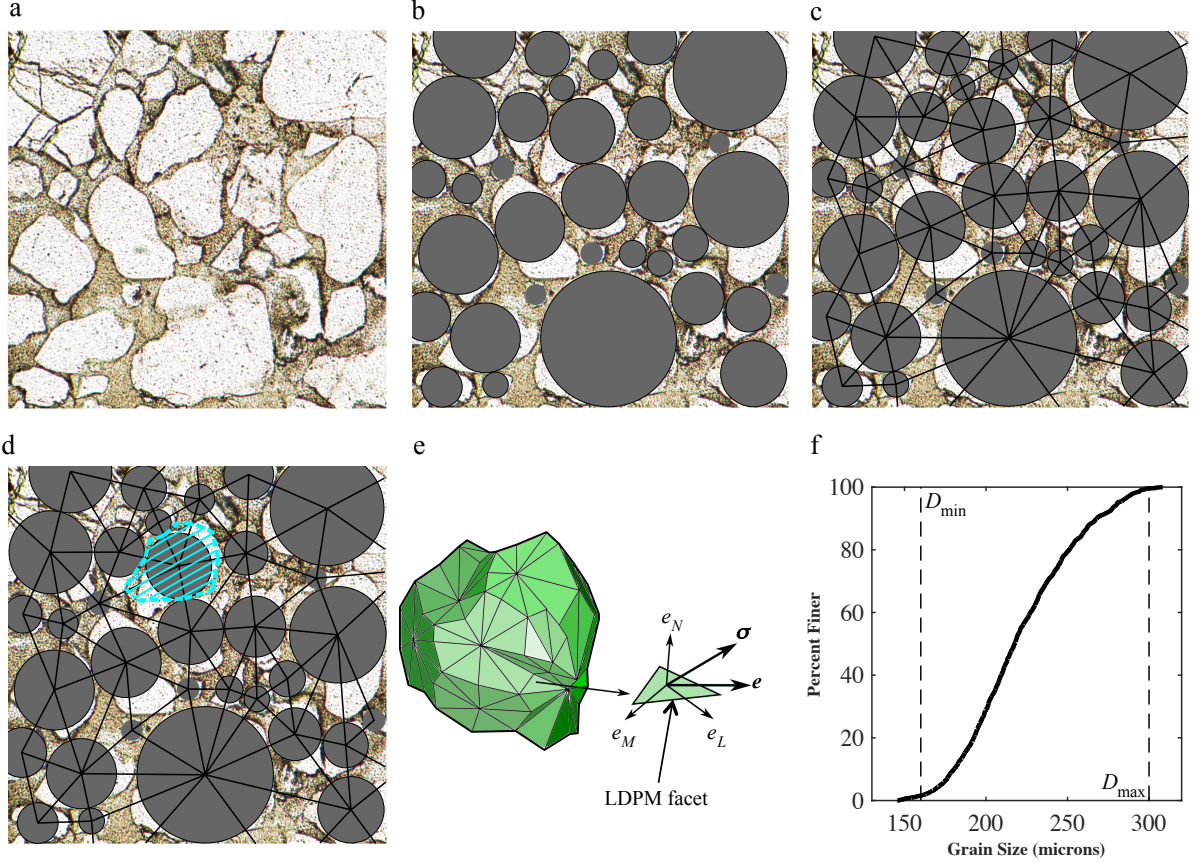 a
b
c
d
e
f
e_N
σ
e
e_M
e_L
LDPM facet
100
80
60
40
20
0
Percent Finer
D_min
D_max
150
200
250
300
Grain Size (microns)